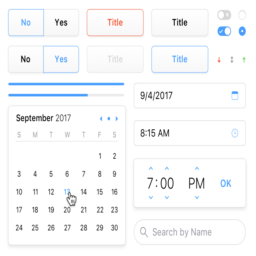 No Yes Title Title
No Yes Title Title
9/4/2017
September 2017
S M T W T F S
1 2
3 4 5 6 7 8 9
10 11 12 13 14 15 16
17 18 19 20 21 22 23
24 25 26 27 28 29 30
8:15 AM
7:00 PM OK
Search by Name